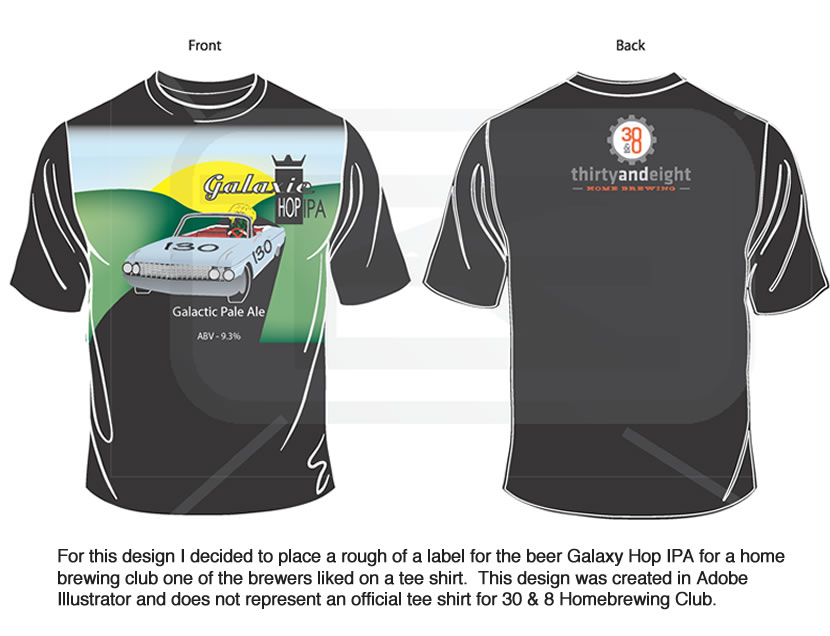 Front
Back
Galaxie
HOP IPA
130
130
Galactic Pale Ale
ABV - 9.3%
30
&
8
thirtyandeight
HOME BREWING
For this design I decided to place a rough of a label for the beer Galaxy Hop IPA for a home
brewing club one of the brewers liked on a tee shirt. This design was created in Adobe
Illustrator and does not represent an official tee shirt for 30 & 8 Homebrewing Club.